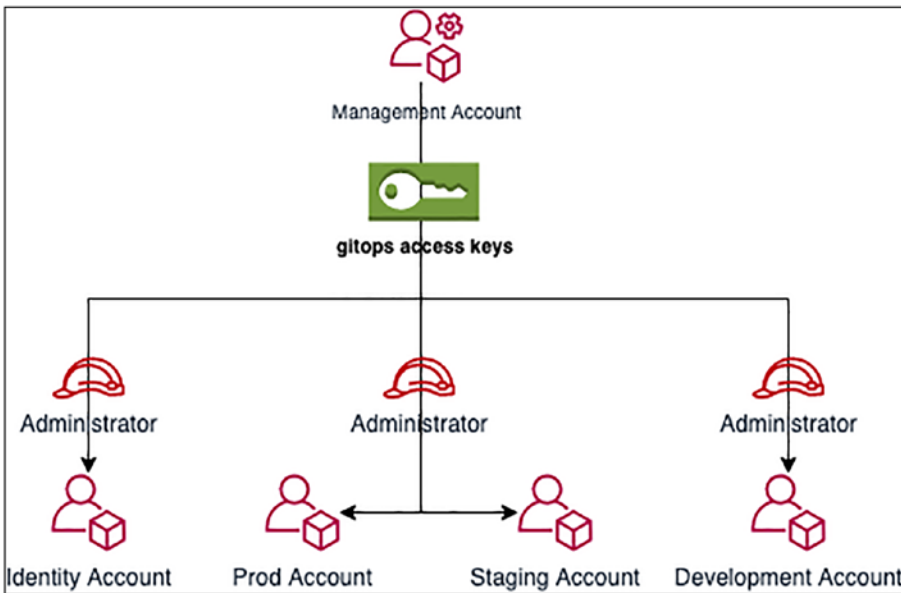 Management Account
gitops access keys
Administrator
Administrator
Administrator
Identity Account
Prod Account
Staging Account
Development Account